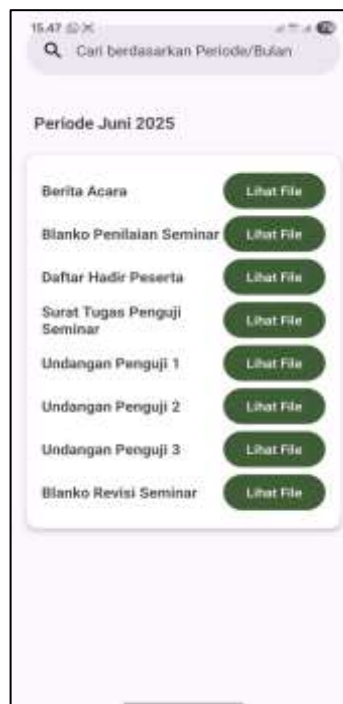 15.47
Cari berdasarkan Periode/Bulan
Periode Juni 2025
Berita Acara
Lihat File
Blanko Penilaian Seminar
Lihat File
Daftar Hadir Peserta
Lihat File
Surat Tugas Penguji
Seminar
Lihat File
Undangan Penguji 1
Lihat File
Undangan Penguji 2
Lihat File
Undangan Penguji 3
Lihat File
Blanko Revisi Seminar
Lihat File